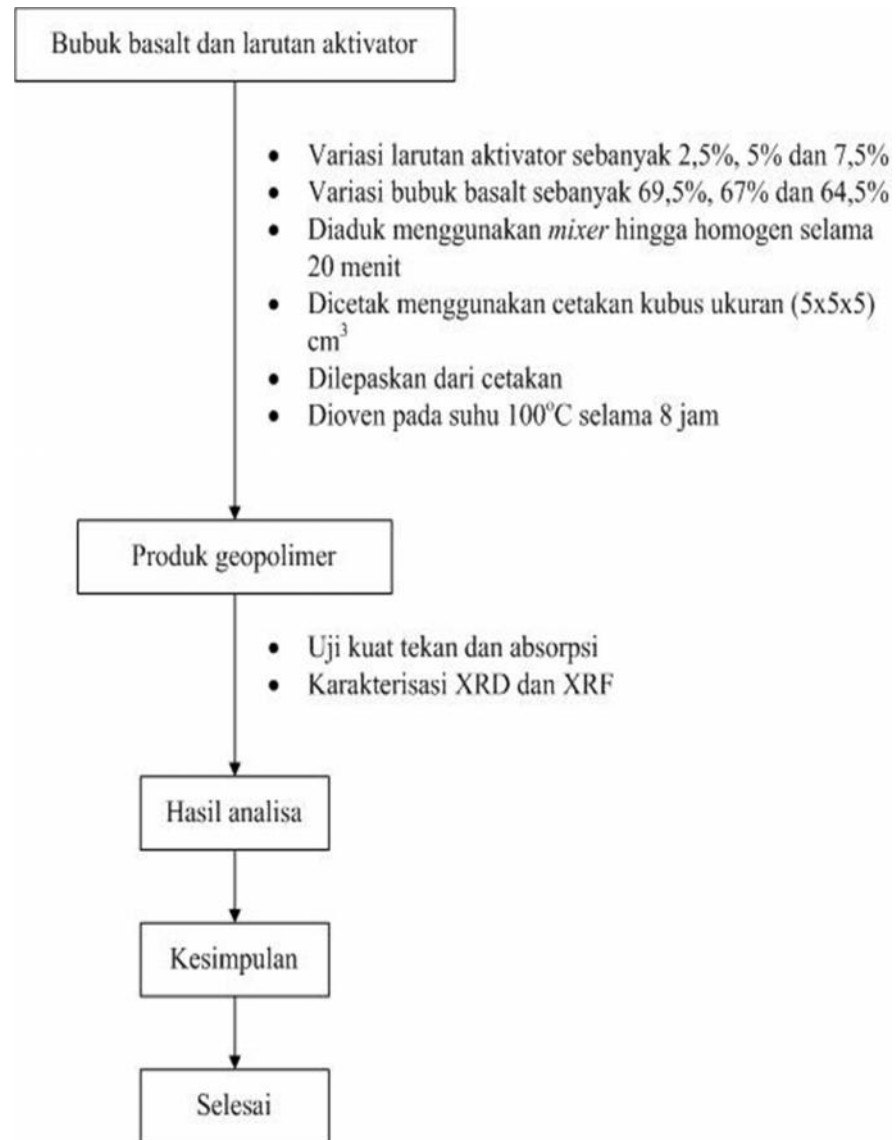 Bubuk basalt dan larutan aktivator
• Variasi larutan aktivator sebanyak 2,5%, 5% dan 7,5%
• Variasi bubuk basalt sebanyak 69,5%, 67% dan 64,5%
• Diaduk menggunakan mixer hingga homogen selama
20 menit
• Dicetak menggunakan cetakan kubus ukuran (5x5x5)
cm³
• Dilepaskan dari cetakan
• Dioven pada suhu 100°C selama 8 jam
Produk geopolimer
• Uji kuat tekan dan absorpsi
• Karakterisasi XRD dan XRF
Hasil analisa
Kesimpulan
Selesai